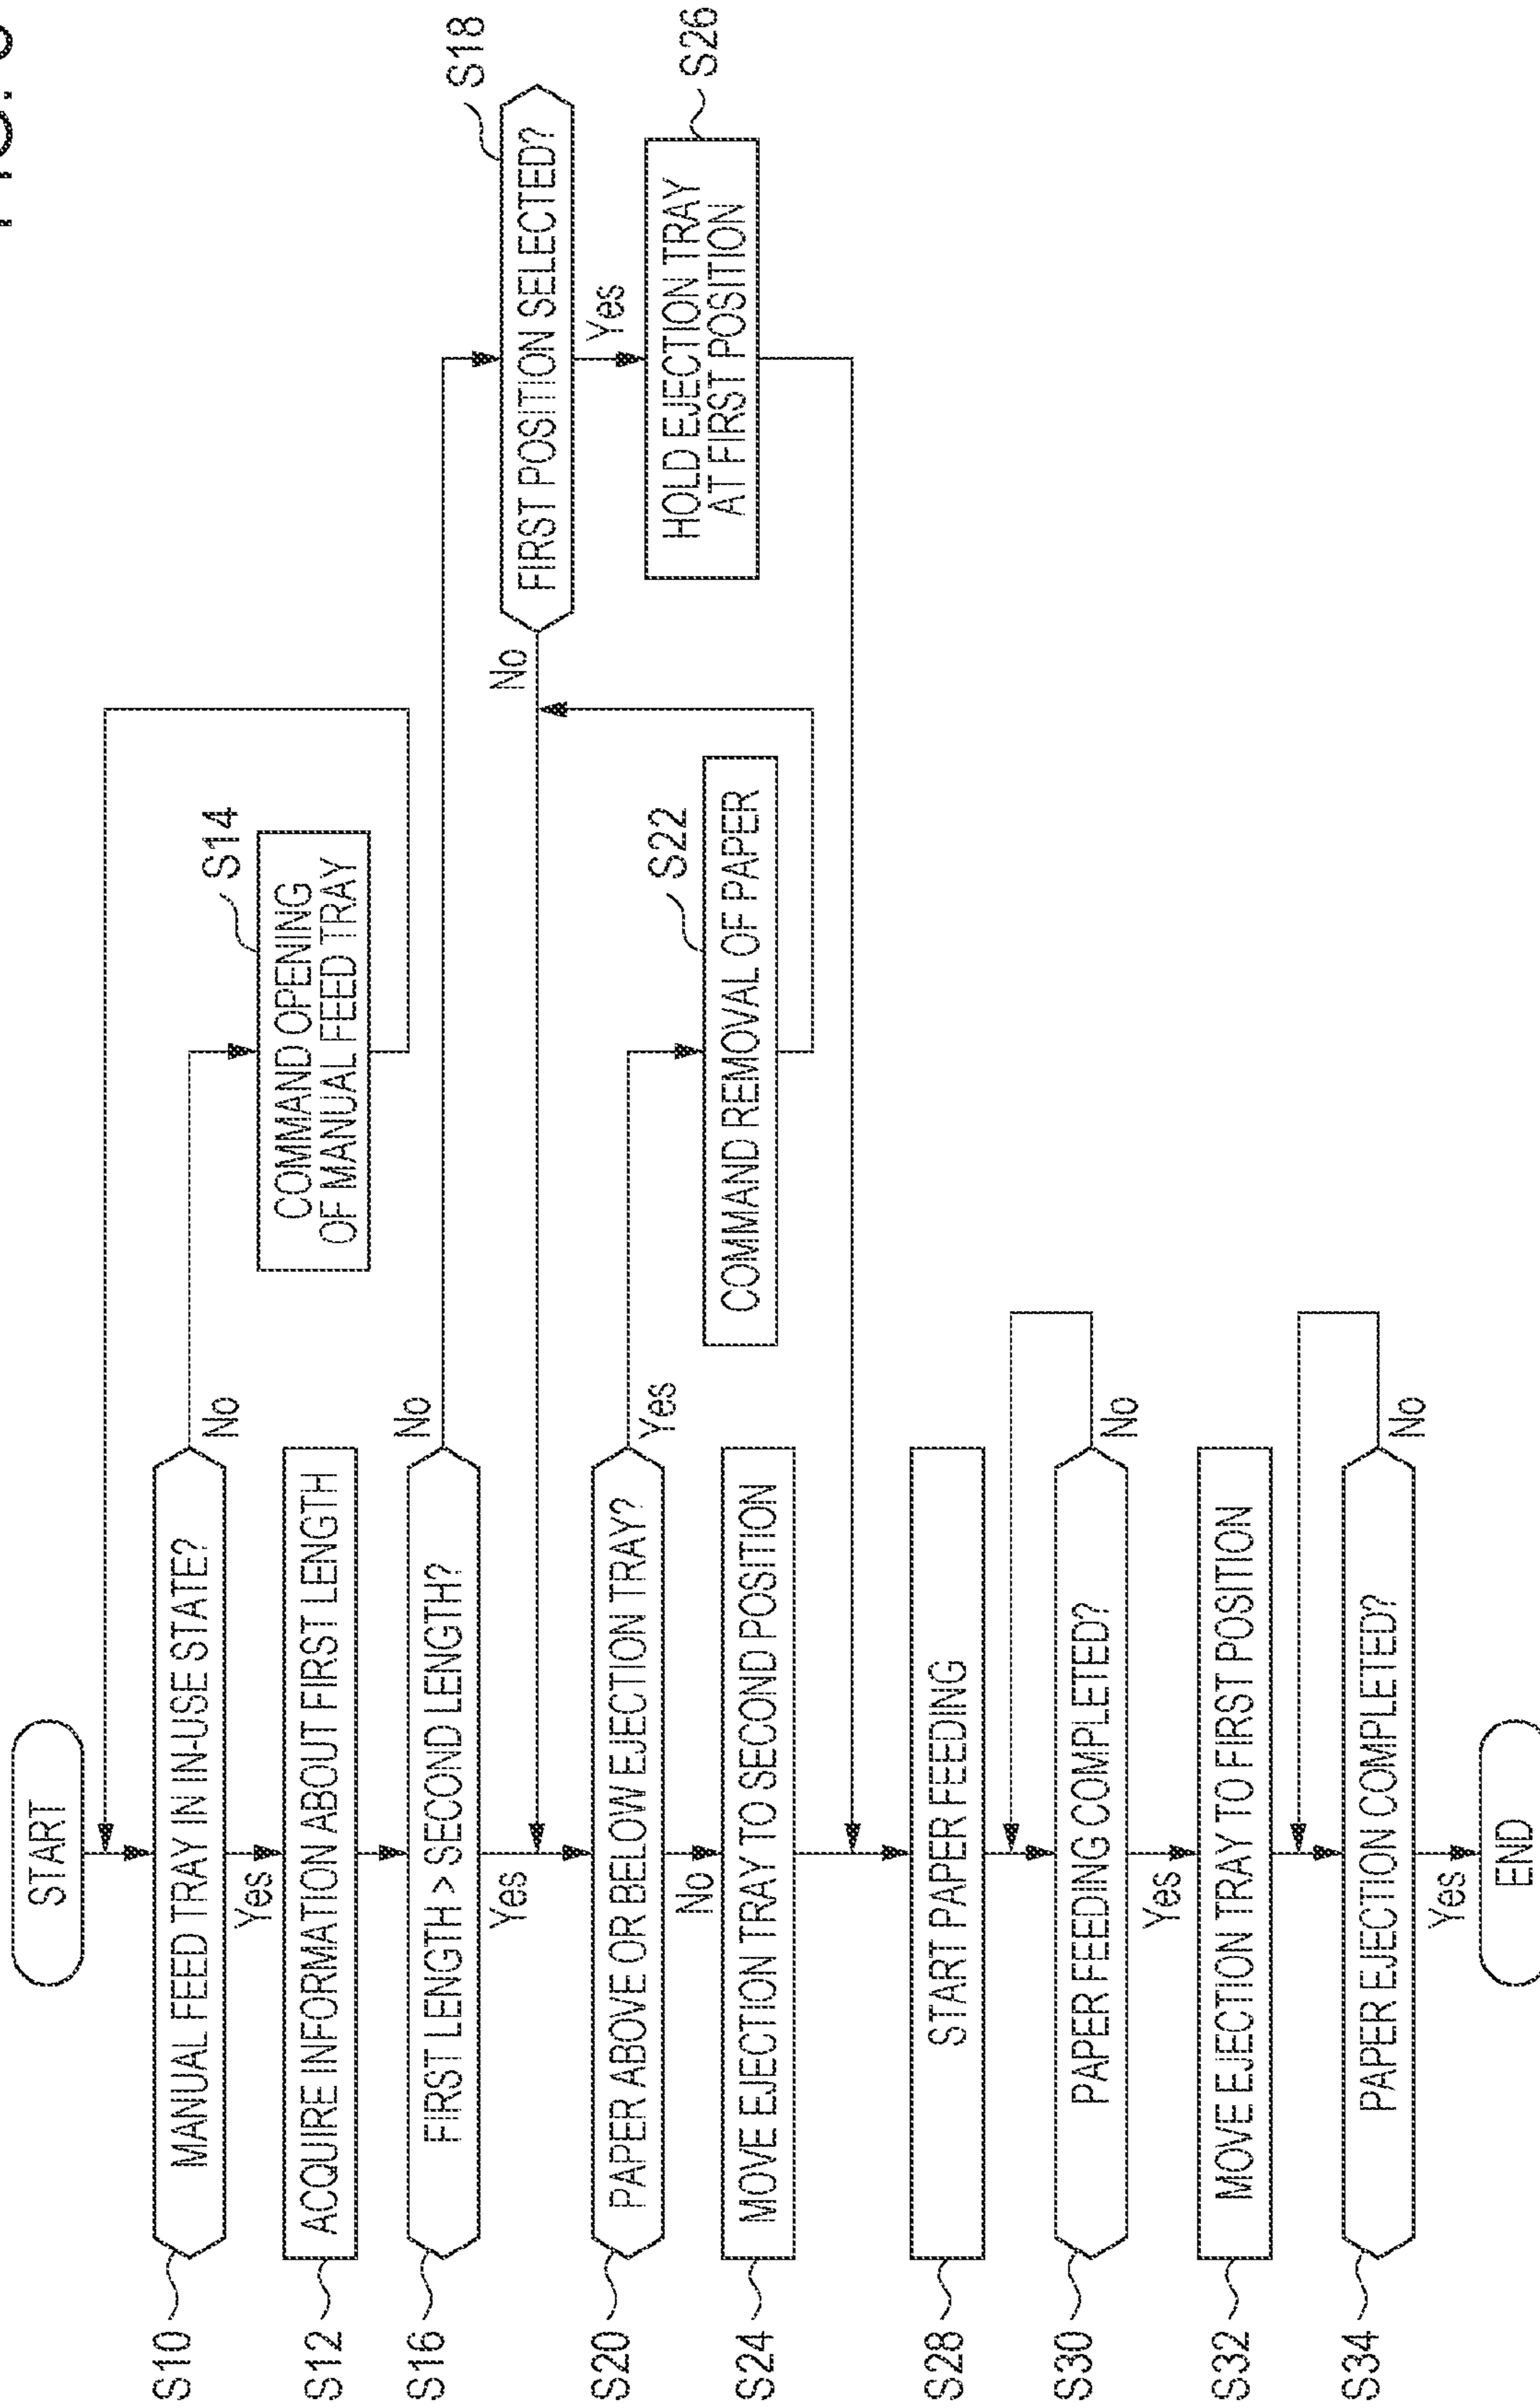 START
S10
MANUAL FEED TRAY IN IN-USE STATE?
No
Yes
S14
COMMAND OPENING
OF MANUAL FEED TRAY
S12
ACQUIRE INFORMATION ABOUT FIRST LENGTH
S16
FIRST LENGTH > SECOND LENGTH?
No
Yes
S18
FIRST POSITION SELECTED?
No
Yes
S20
PAPER ABOVE OR BELOW EJECTION TRAY?
Yes
No
S22
COMMAND REMOVAL OF PAPER
S26
HOLD EJECTION TRAY
AT FIRST POSITION
S24
MOVE EJECTION TRAY TO SECOND POSITION
S28
START PAPER FEEDING
S30
PAPER FEEDING COMPLETED?
No
Yes
S32
MOVE EJECTION TRAY TO FIRST POSITION
S34
PAPER EJECTION COMPLETED?
No
Yes
END